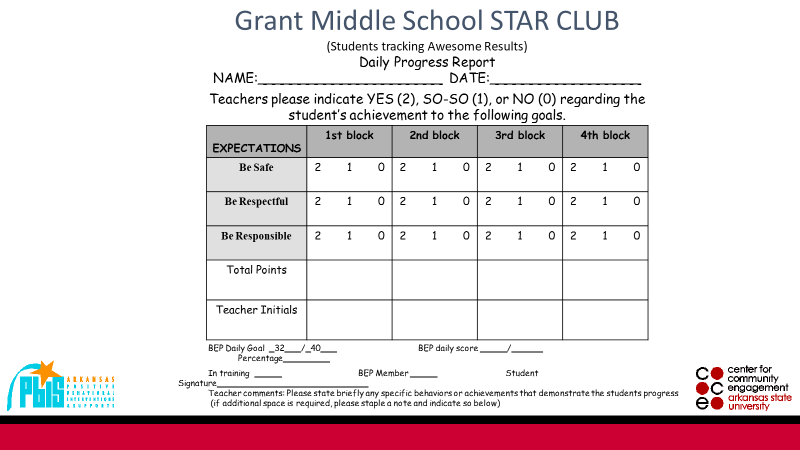 Grant Middle School STAR CLUB
(Students tracking Awesome Results)
Daily Progress Report
NAME:______________________ DATE:__________________
Teachers please indicate YES (2), SO-SO (1), or NO (0) regarding the
student's achievement to the following goals.
EXPECTATIONS 1st block 2nd block 3rd block 4th block
Be Safe 2 1 0 2 1 0 2 1 0 2 1 0
Be Respectful 2 1 0 2 1 0 2 1 0 2 1 0
Be Responsible 2 1 0 2 1 0 2 1 0 2 1 0
Total Points
Teacher Initials
BEP Daily Goal _32___/_40___ BEP daily score _____/______
Percentage_________
In training _____ BEP Member _____ Student
Signature______________________________
Teacher comments: Please state briefly any specific behaviors or achievements that demonstrate the students progress
(if additional space is required, please staple a note and indicate so below)
PBIS
ARKANSAS
POSITIVE
BEHAVIORAL
INTERVENTIONS
& SUPPORTS
center for
community
engagement
arkansas state
university